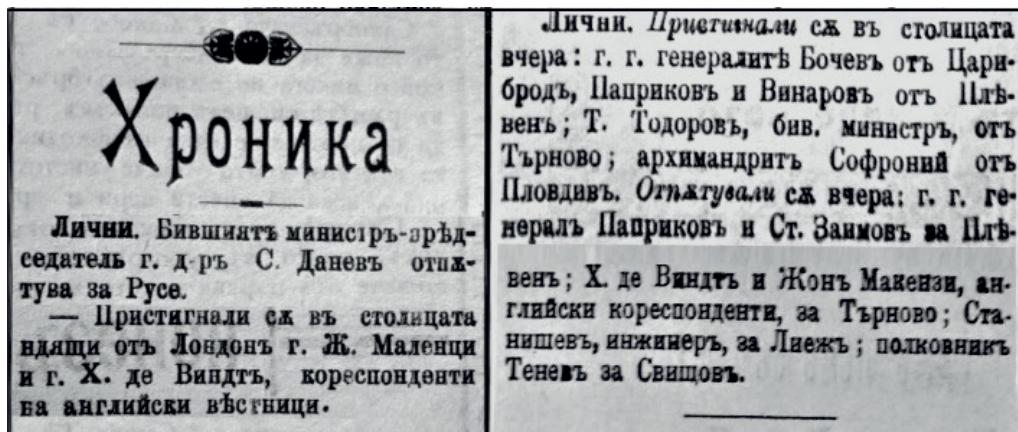 Хроника
Лични. Бившиятъ министръ-прѣд-
седатель г. д-ръ С. Даневъ отпѫ-
тува за Русе.
— Пристигнали сѫ въ столицата
идящи отъ Лондонъ г. Ж. Маленци
и г. Х. де Виндтъ, кореспонденти
на английски вѣстници.
Лични. Пристигнали сѫ въ столицата
вчера: г. г. генералитѣ Бочевъ отъ Цари-
бродъ, Паприковъ и Винаровъ отъ Плѣ-
венъ; Т. Тодоровъ, бив. министръ, отъ
Търново; архимандритъ Софроний отъ
Пловдивъ. Отпѫтували сѫ вчера: г. г. ге-
нералъ Паприковъ и Ст. Заимовъ за Плѣ-
венъ; Х. де Виндтъ и Жонъ Макензи, ан-
глийски кореспонденти, за Търново; Ста-
нишевъ, инжинеръ, за Лиежъ; полковникъ
Теневъ за Свищовъ.